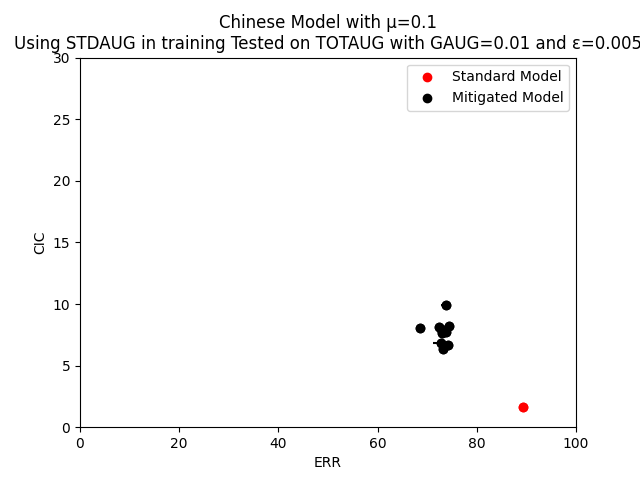 Chinese Model with μ=0.1
Using STDAUG in training Tested on TOTAUG with GAUG=0.01 and ε=0.005
Standard Model
Mitigated Model
30
25
20
15
10
5
0
CIC
0 20 40 60 80 100
ERR